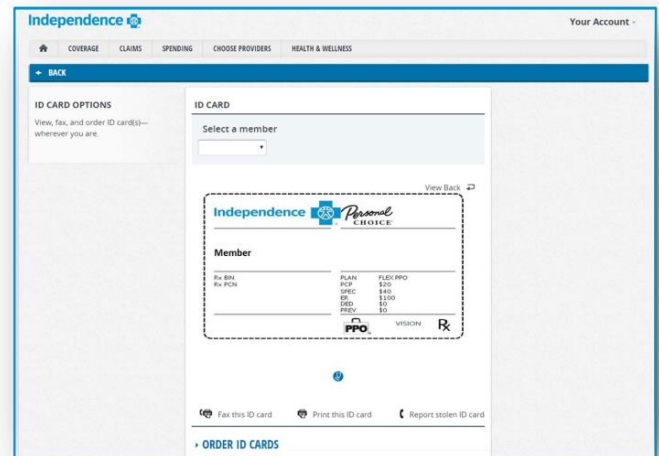 Independence
Your Account
COVERAGE CLAIMS SPENDING CHOOSE PROVIDERS HEALTH & WELLNESS
BACK
ID CARD OPTIONS
View, fax, and order ID card(s)—
wherever you are.
ID CARD
Select a member
View Back
Independence Personal
CHOICE
Member
Rx BIN
Rx PCN
PLAN FLEX PPO
PCP $20
SPEC $40
ER $100
DED $0
PREV $0
PPO VISION Rx
Fax this ID card Print this ID card Report stolen ID card
ORDER ID CARDS